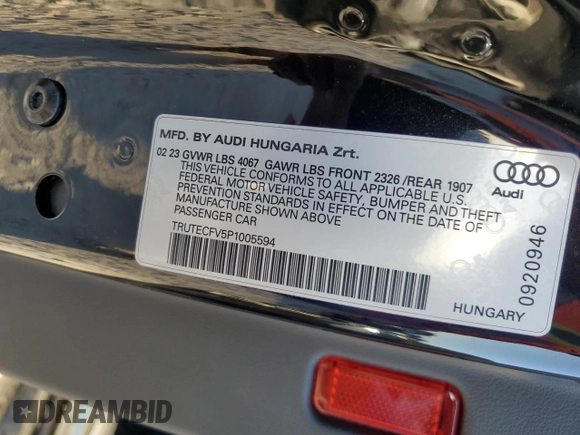 MFD. BY AUDI HUNGARIA Zrt.
02 23 GVWR LBS 4067 GAWR LBS FRONT 2326 /REAR 1907
THIS VEHICLE CONFORMS TO ALL APPLICABLE U.S.
FEDERAL MOTOR VEHICLE SAFETY, BUMPER AND THEFT
PREVENTION STANDARDS IN EFFECT ON THE DATE OF
MANUFACTURE SHOWN ABOVE
PASSENGER CAR
TRUTECFV5P1005594
Audi
HUNGARY
0920946
DREAMBID